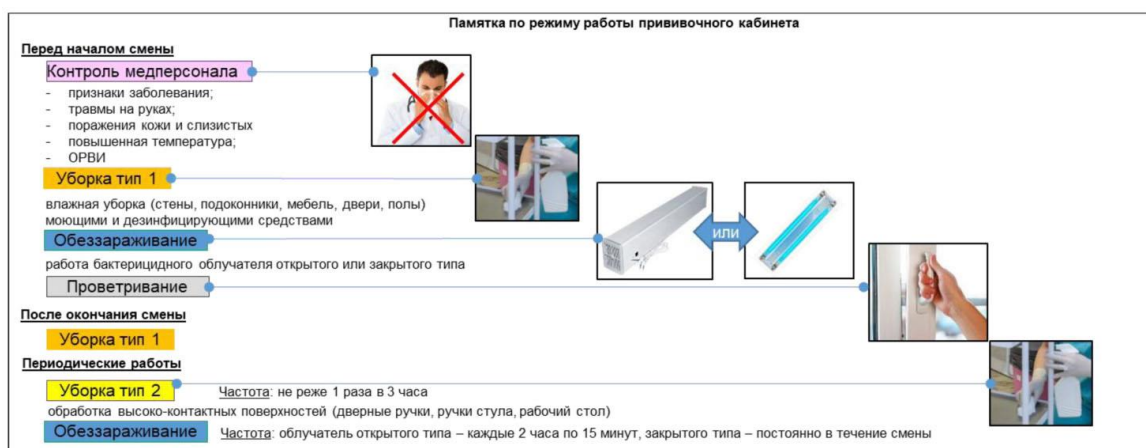 Памятка по режиму работы прививочного кабинета
Перед началом смены
Контроль медперсонала
- признаки заболевания;
- травмы на руках;
- поражения кожи и слизистых
- повышенная температура;
- ОРВИ
Уборка тип 1
влажная уборка (стены, подоконники, мебель, двери, полы)
моющими и дезинфицирующими средствами
Обеззараживание
или
работа бактерицидного облучателя открытого или закрытого типа
Проветривание
После окончания смены
Уборка тип 1
Периодические работы
Уборка тип 2 Частота: не реже 1 раза в 3 часа
обработка высоко-контактных поверхностей (дверные ручки, ручки стула, рабочий стол)
Обеззараживание Частота: облучатель открытого типа – каждые 2 часа по 15 минут, закрытого типа – постоянно в течение смены